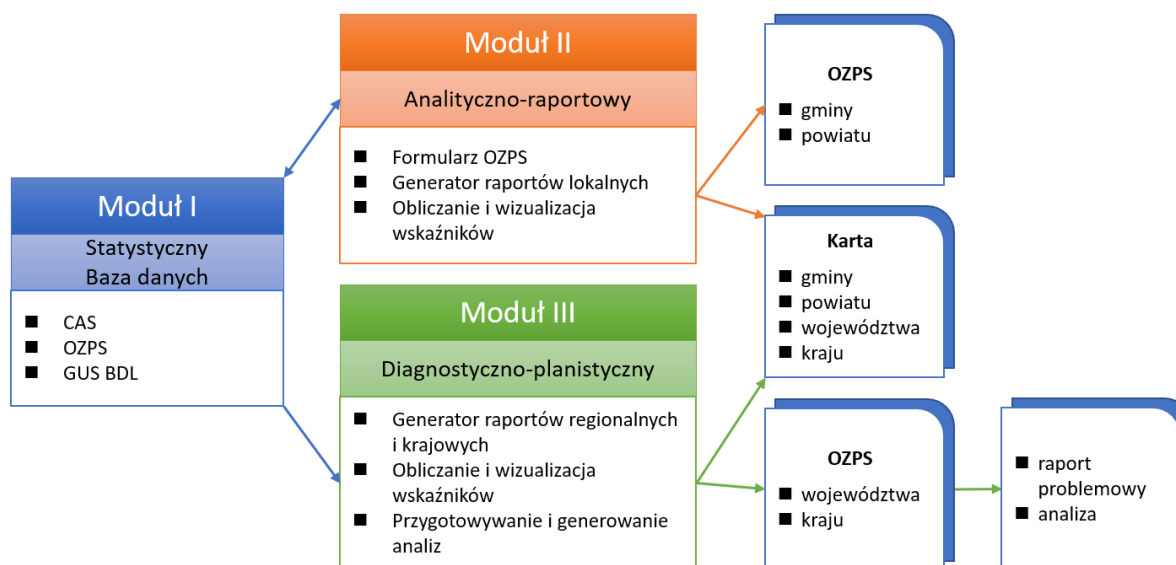 Moduł I
Statystyczny
Baza danych
CAS
OZPS
GUS BDL
Moduł II
Analityczno-raportowy
Formularz OZPS
Generator raportów lokalnych
Obliczanie i wizualizacja
wskaźników
Moduł III
Diagnostyczno-planistyczny
Generator raportów regionalnych
i krajowych
Obliczanie i wizualizacja
wskaźników
Przygotowywanie i generowanie
analiz
OZPS
gminy
powiatu
Karta
gminy
powiatu
województwa
kraju
OZPS
województwa
kraju
raport
problemowy
analiza